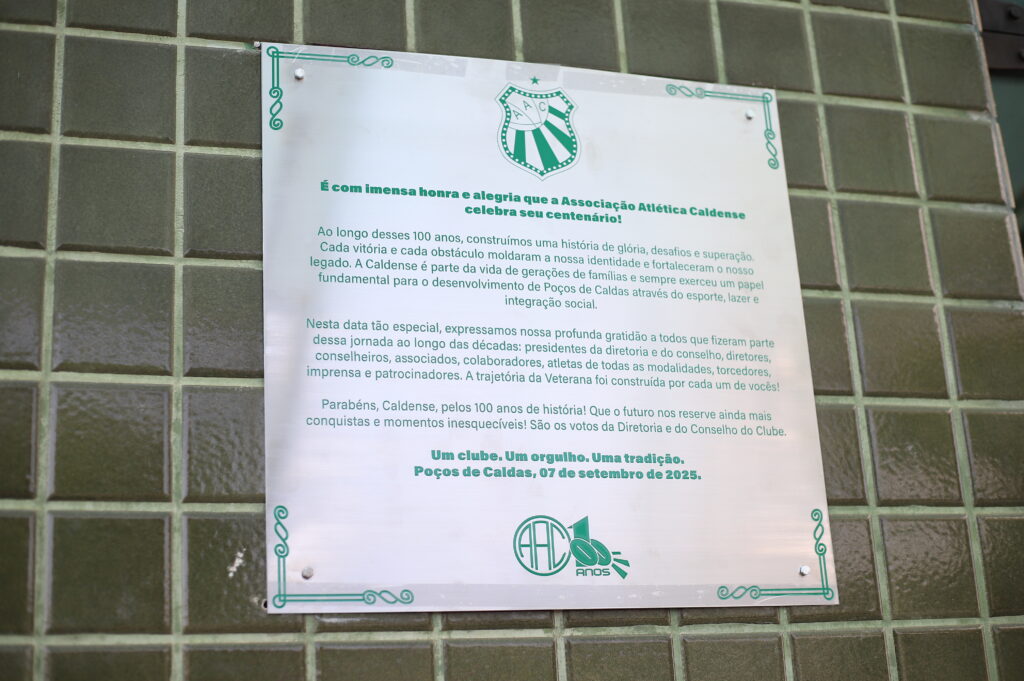 AAC
É com imensa honra e alegria que a Associação Atlética Caldense
celebra seu centenário!
Ao longo desses 100 anos, construímos uma história de glória, desafios e superação.
Cada vitória e cada obstáculo moldaram a nossa identidade e fortaleceram o nosso
legado. A Caldense é parte da vida de gerações de famílias e sempre exerceu um papel
fundamental para o desenvolvimento de Poços de Caldas através do esporte, lazer e
integração social.
Nesta data tão especial, expressamos nossa profunda gratidão a todos que fizeram parte
dessa jornada ao longo das décadas: presidentes da diretoria e do conselho, diretores,
conselheiros, associados, colaboradores, atletas de todas as modalidades, torcedores,
imprensa e patrocinadores. A trajetória da Veterana foi construída por cada um de vocês!
Parabéns, Caldense, pelos 100 anos de história! Que o futuro nos reserve ainda mais
conquistas e momentos inesquecíveis! São os votos da Diretoria e do Conselho do Clube.
Um clube. Um orgulho. Uma tradição.
Poços de Caldas, 07 de setembro de 2025.
AAC 100
ANOS